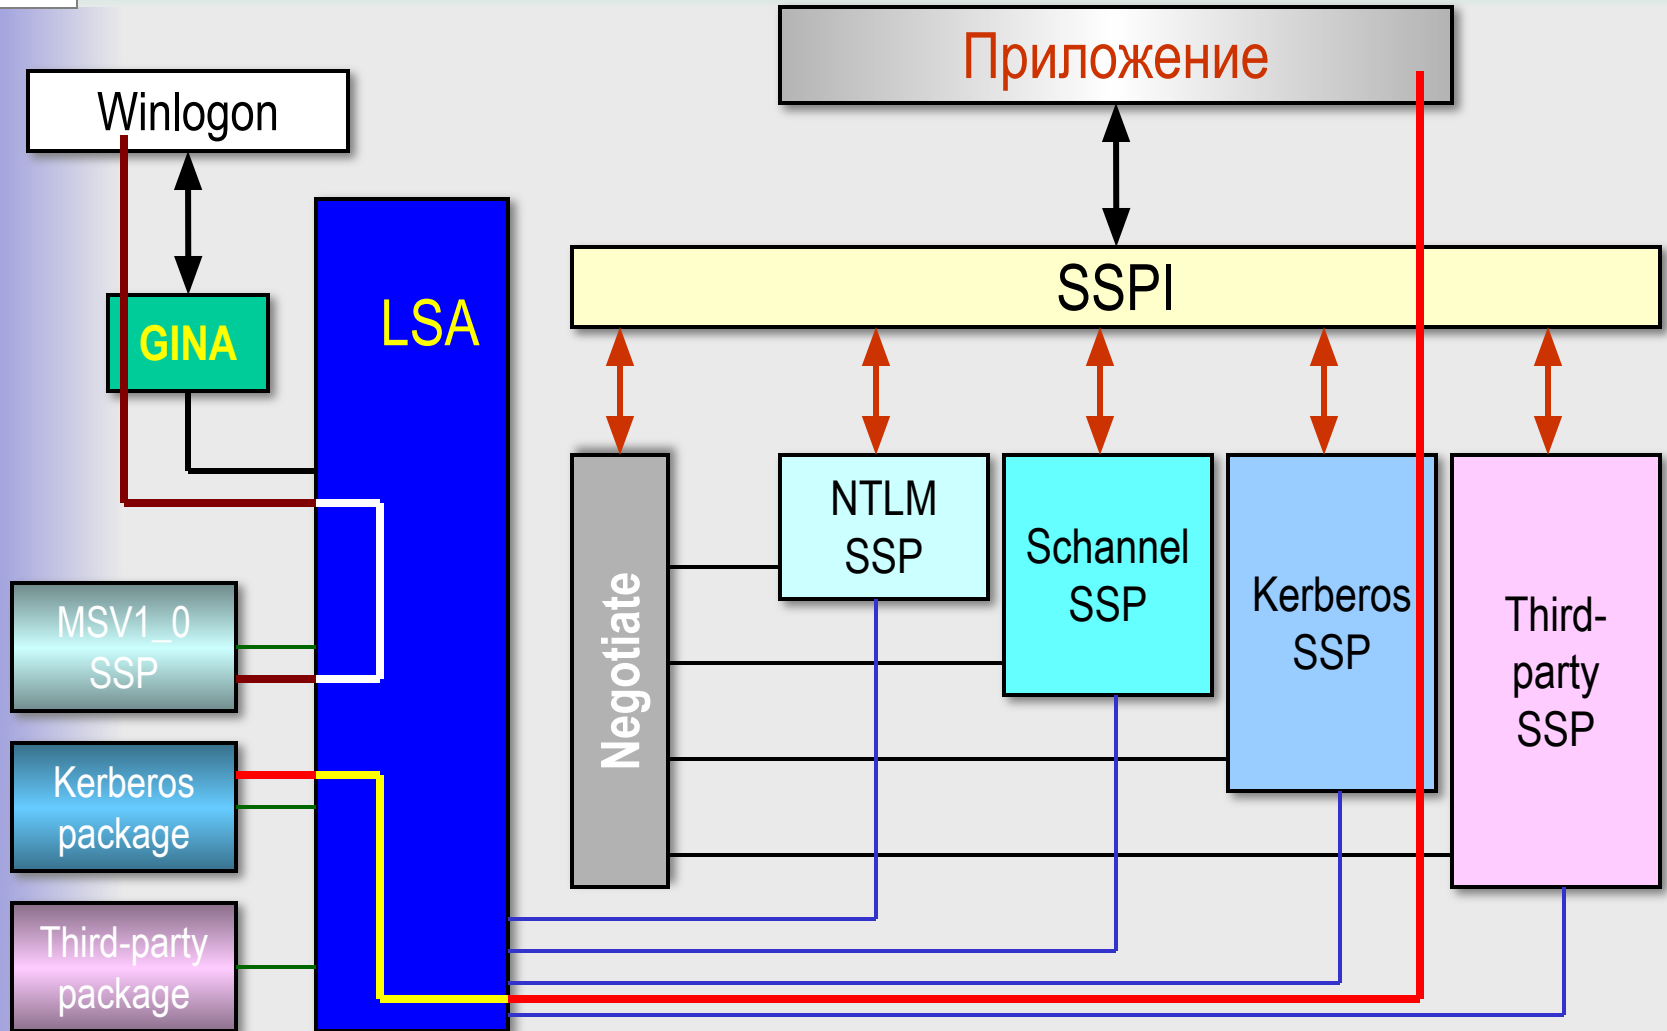 Приложение
Winlogon
SSPI
LSA
GINA
Negotiate
NTLM
SSP
Schannel
SSP
Kerberos
SSP
Third-
party
SSP
MSV1_0
SSP
Kerberos
package
Third-party
package